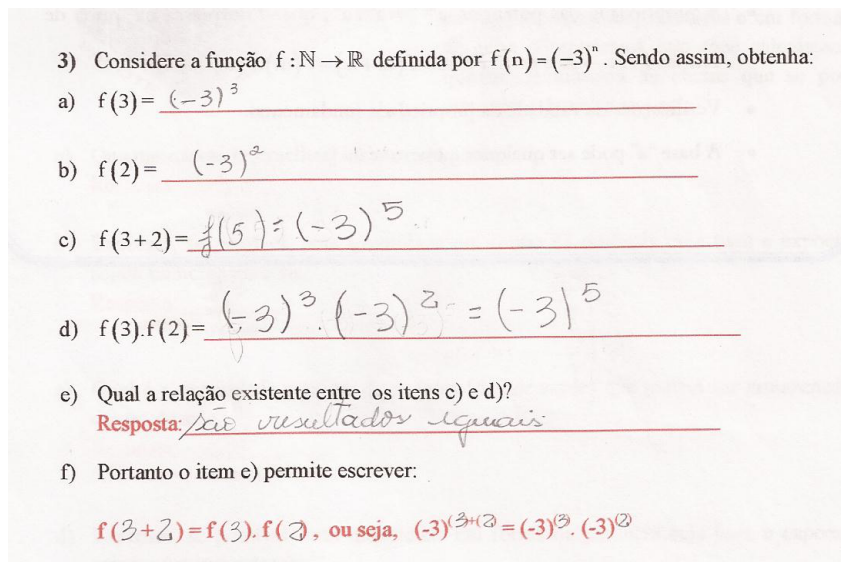 3) Considere a função f : ℕ → ℝ definida por f(n) = (−3)ⁿ. Sendo assim, obtenha:
a) f(3) = (−3)³
b) f(2) = (−3)²
c) f(3+2) = f(5) = (−3)⁵
d) f(3).f(2) = (−3)³.(−3)² = (−3)⁵
e) Qual a relação existente entre os itens c) e d)?
Resposta: são resultados iguais
f) Portanto o item e) permite escrever:
f(3+2) = f(3). f(2), ou seja, (-3)⁽³⁺⁽²⁾ = (-3)⁽³⁾. (-3)⁽²⁾